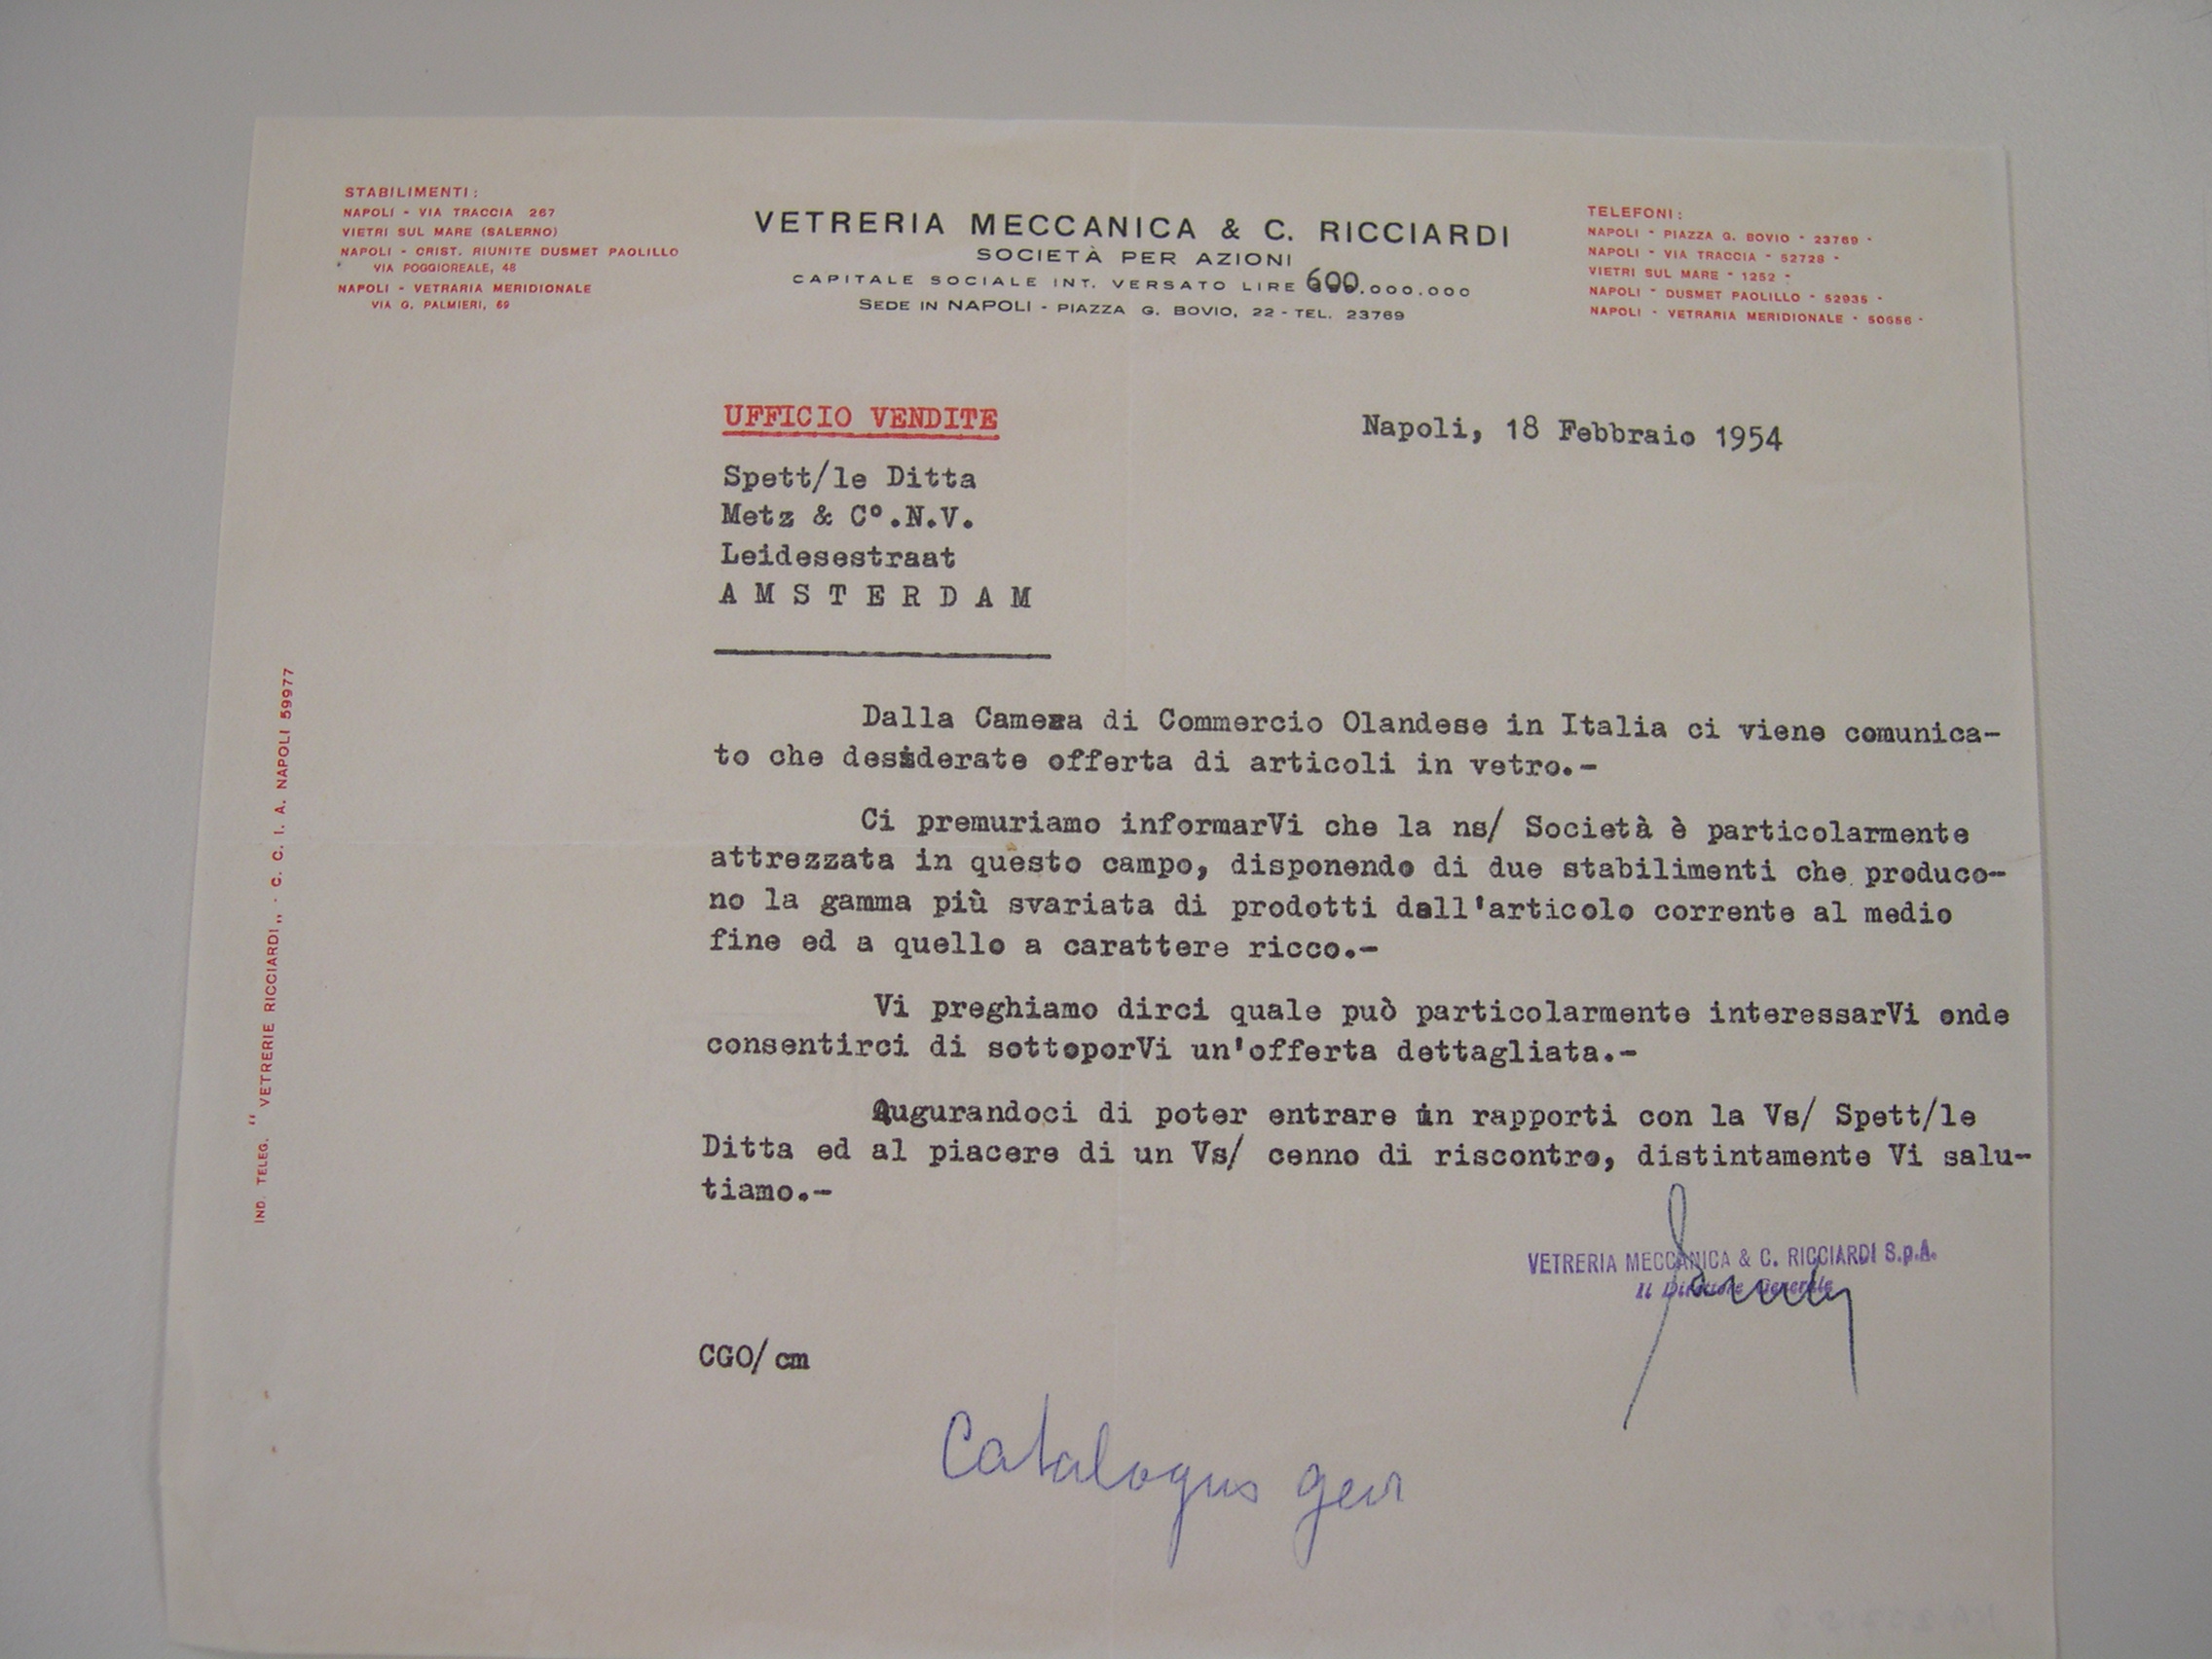 STABILIMENTI:
NAPOLI - VIA TRACCIA 267
VIETRI SUL MARE (SALERNO)
NAPOLI - CRIST. RIUNITE DUSMET PAOLILLO
VIA POGGIOREALE, 48
NAPOLI - VETRARIA MERIDIONALE
VIA G. PALMIERI, 69
VETRERIA MECCANICA & C. RICCIARDI
SOCIETÀ PER AZIONI
CAPITALE SOCIALE INT. VERSATO LIRE 600.000.000
SEDE IN NAPOLI - PIAZZA G. BOVIO, 22 - TEL. 23769
TELEFONI:
NAPOLI - PIAZZA G. BOVIO - 23769 -
NAPOLI - VIA TRACCIA - 52728 -
VIETRI SUL MARE - 1252 -
NAPOLI - DUSMET PAOLILLO - 52935 -
NAPOLI - VETRARIA MERIDIONALE - 50656 -
UFFICIO VENDITE
Napoli, 18 Febbraio 1954
Spett/le Ditta
Metz & C°.N.V.
Leidesestraat
A M S T E R D A M
Dalla Camera di Commercio Olandese in Italia ci viene comunica-
to che desiderate offerta di articoli in vetro.-
Ci premuriamo informarVi che la ns/ Società è particolarmente
attrezzata in questo campo, disponendo di due stabilimenti che produco-
no la gamma più svariata di prodotti dall'articolo corrente al medio
fine ed a quello a carattere ricco.-
Vi preghiamo dirci quale può particolarmente interessarVi onde
consentirci di sottoporVi un'offerta dettagliata.-
Augurandoci di poter entrare in rapporti con la Vs/ Spett/le
Ditta ed al piacere di un Vs/ cenno di riscontro, distintamente Vi salu-
tiamo.-
VETRERIA MECCANICA & C. RICCIARDI S.p.A.
Il Direttore Generale
CGO/cm
Catalogus gev
IND. TELEG. "VETRERIE RICCIARDI,, - C. C. I. A. NAPOLI 59977